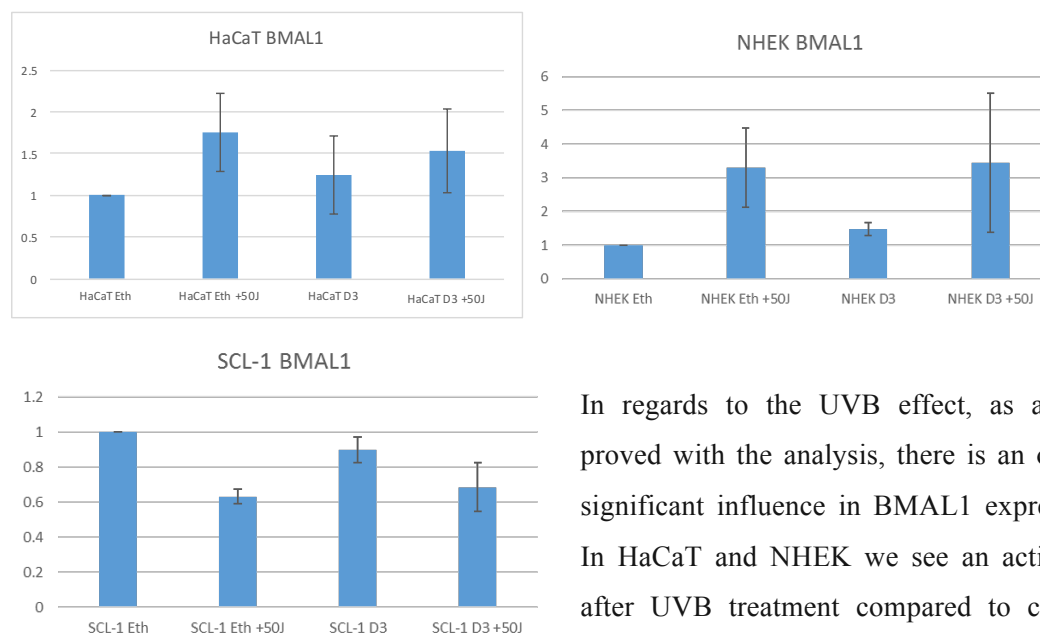 HaCaT BMAL1
2.5
2
1.5
1
0.5
0
HaCaT Eth HaCaT Eth +50J HaCaT D3 HaCaT D3 +50J
NHEK BMAL1
6
5
4
3
2
1
0
NHEK Eth NHEK Eth +50J NHEK D3 NHEK D3 +50J
SCL-1 BMAL1
1.2
1
0.8
0.6
0.4
0.2
0
SCL-1 Eth SCL-1 Eth +50J SCL-1 D3 SCL-1 D3 +50J
In regards to the UVB effect, as a
proved with the analysis, there is an
significant influence in BMAL1 expre
In HaCaT and NHEK we see an acti
after UVB treatment compared to c